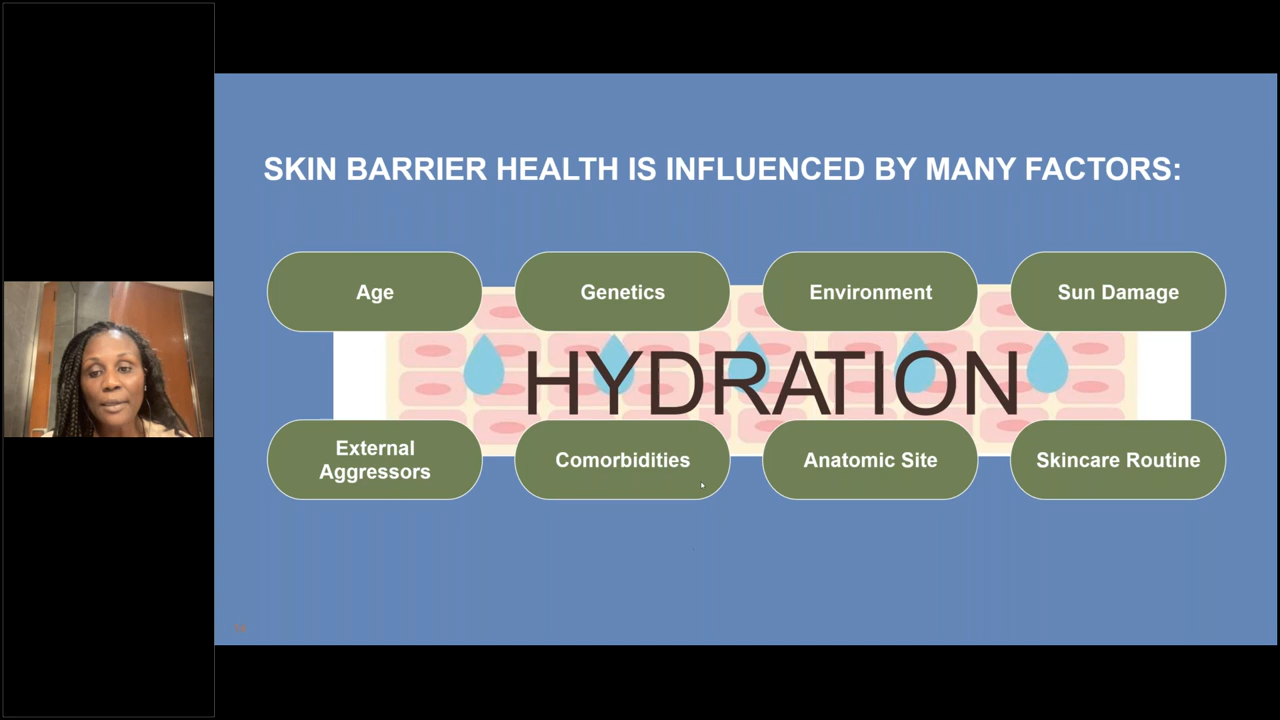 SKIN BARRIER HEALTH IS INFLUENCED BY MANY FACTORS:
Age
Genetics
Environment
Sun Damage
HYDRATION
External
Aggressors
Comorbidities
Anatomic Site
Skincare Routine